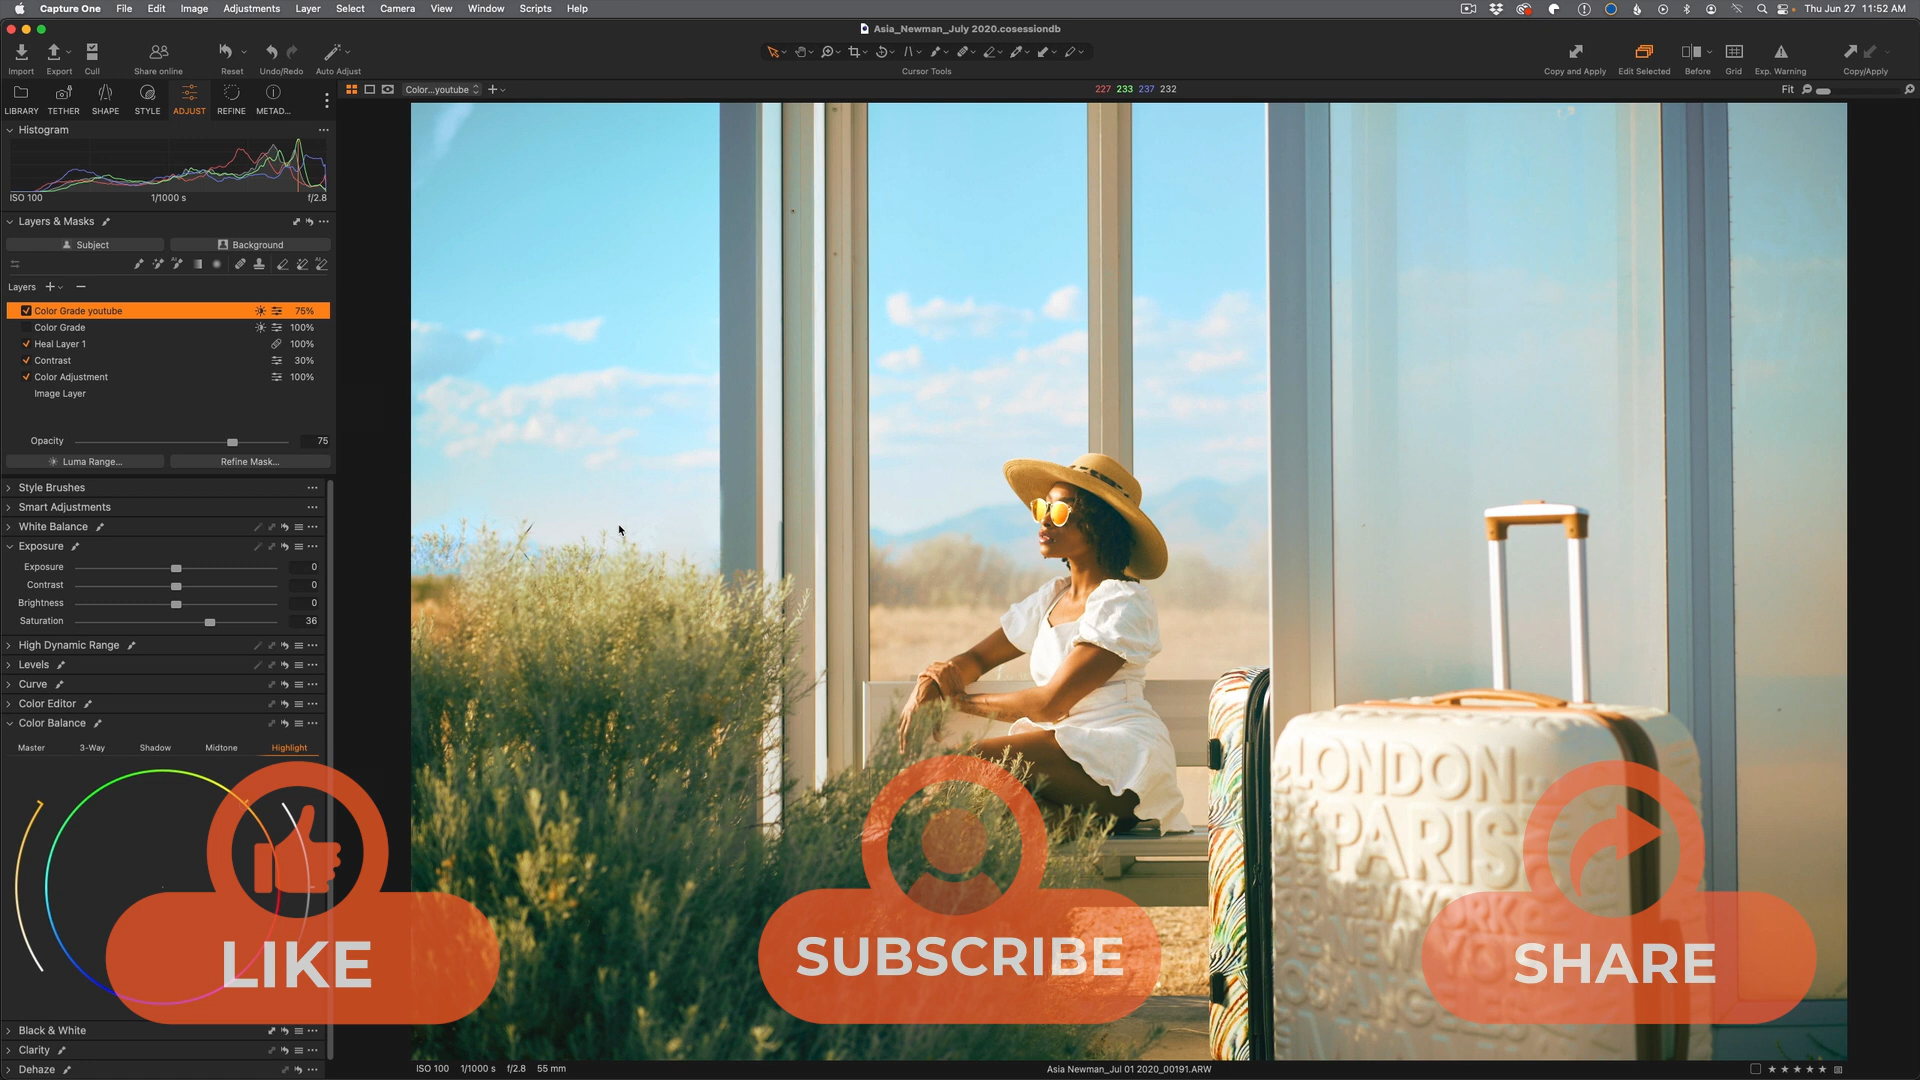 Capture One File Edit Image Adjustments Layer Select Camera View Window Scripts Help
Thu Jun 27 11:52 AM
Asia_Newman_July 2020.cosessiondb
Import Export Cull Share online Reset Undo/Redo Auto Adjust
Cursor Tools
Copy and Apply Edit Selected Before Grid Exp. Warning Copy/Apply
LIBRARY TETHER SHAPE STYLE ADJUST REFINE METAD...
Color...youtube
227 233 237 232
Fit
Histogram
ISO 100 1/1000 s f/2.8
Layers & Masks
Subject Background
Layers
Color Grade youtube 75%
Color Grade 100%
Heal Layer 1 100%
Contrast 30%
Color Adjustment 100%
Image Layer
Opacity 75
Luma Range... Refine Mask...
Style Brushes
Smart Adjustments
White Balance
Exposure
Exposure 0
Contrast 0
Brightness 0
Saturation 36
High Dynamic Range
Levels
Curve
Color Editor
Color Balance
Master 3-Way Shadow Midtone Highlight
LONDON
PARIS
NEW YORK
LIKE
SUBSCRIBE
SHARE
Black & White
Clarity
Dehaze
ISO 100 1/1000 s f/2.8 55 mm
Asia Newman_Jul 01 2020_00191.ARW